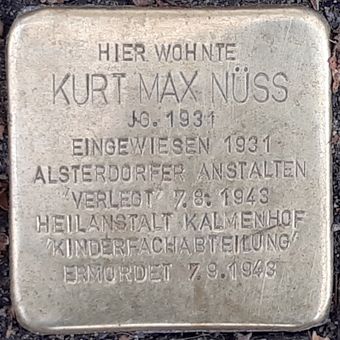 HIER WOHNTE
KURT MAX NÜSS
JG. 1931
EINGEWIESEN 1931
ALSTERDORFER ANSTALTEN
'VERLEGT' 7.8.1943
HEILANSTALT KALMENHOF
'KINDERFACHABTEILUNG'
ERMORDET 7.9.1943